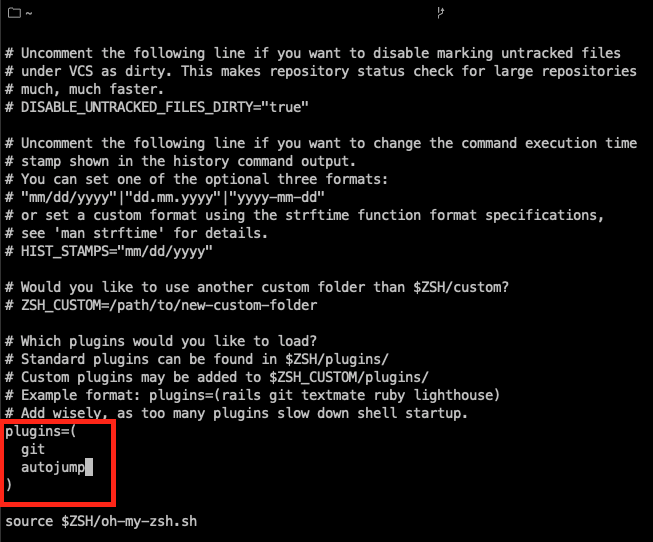 ~
# Uncomment the following line if you want to disable marking untracked files
# under VCS as dirty. This makes repository status check for large repositories
# much, much faster.
# DISABLE_UNTRACKED_FILES_DIRTY="true"
# Uncomment the following line if you want to change the command execution time
# stamp shown in the history command output.
# You can set one of the optional three formats:
# "mm/dd/yyyy"|"dd.mm.yyyy"|"yyyy-mm-dd"
# or set a custom format using the strftime function format specifications,
# see 'man strftime' for details.
# HIST_STAMPS="mm/dd/yyyy"
# Would you like to use another custom folder than $ZSH/custom?
# ZSH_CUSTOM=/path/to/new-custom-folder
# Which plugins would you like to load?
# Standard plugins can be found in $ZSH/plugins/
# Custom plugins may be added to $ZSH_CUSTOM/plugins/
# Example format: plugins=(rails git textmate ruby lighthouse)
# Add wisely, as too many plugins slow down shell startup.
plugins=(
  git
  autojump
)
source $ZSH/oh-my-zsh.sh